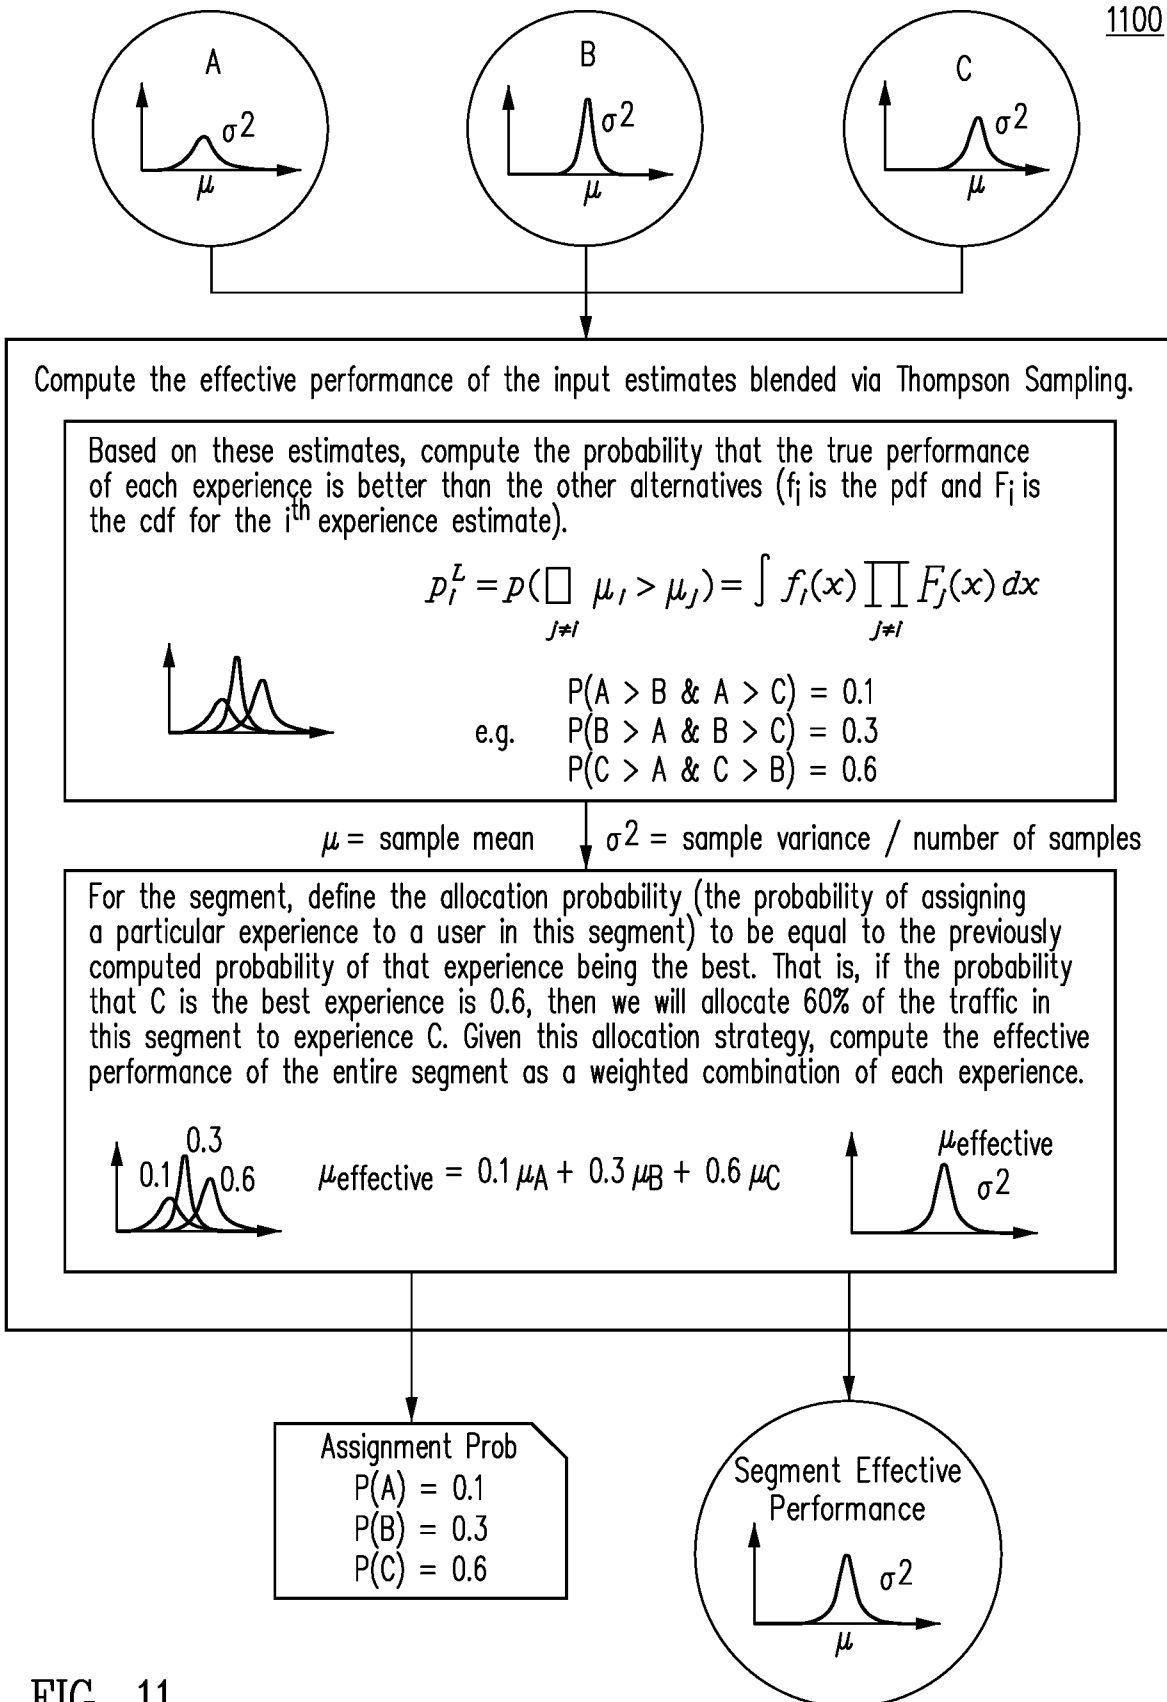 1100
A
σ2
μ
B
σ2
μ
C
σ2
μ
Compute the effective performance of the input estimates blended via Thompson Sampling.
Based on these estimates, compute the probability that the true performance
of each experience is better than the other alternatives (fi is the pdf and Fi is
the cdf for the ith experience estimate).
p_i^L = p(□ μ_i > μ_j) = ∫ f_i(x) ∏ F_j(x) dx
j≠i j≠i
P(A > B & A > C) = 0.1
e.g. P(B > A & B > C) = 0.3
P(C > A & C > B) = 0.6
μ = sample mean σ2 = sample variance / number of samples
For the segment, define the allocation probability (the probability of assigning
a particular experience to a user in this segment) to be equal to the previously
computed probability of that experience being the best. That is, if the probability
that C is the best experience is 0.6, then we will allocate 60% of the traffic in
this segment to experience C. Given this allocation strategy, compute the effective
performance of the entire segment as a weighted combination of each experience.
0.3
0.1 0.6
μeffective = 0.1 μA + 0.3 μB + 0.6 μC
μeffective
σ2
Assignment Prob
P(A) = 0.1
P(B) = 0.3
P(C) = 0.6
Segment Effective
Performance
σ2
μ
FIG. 11